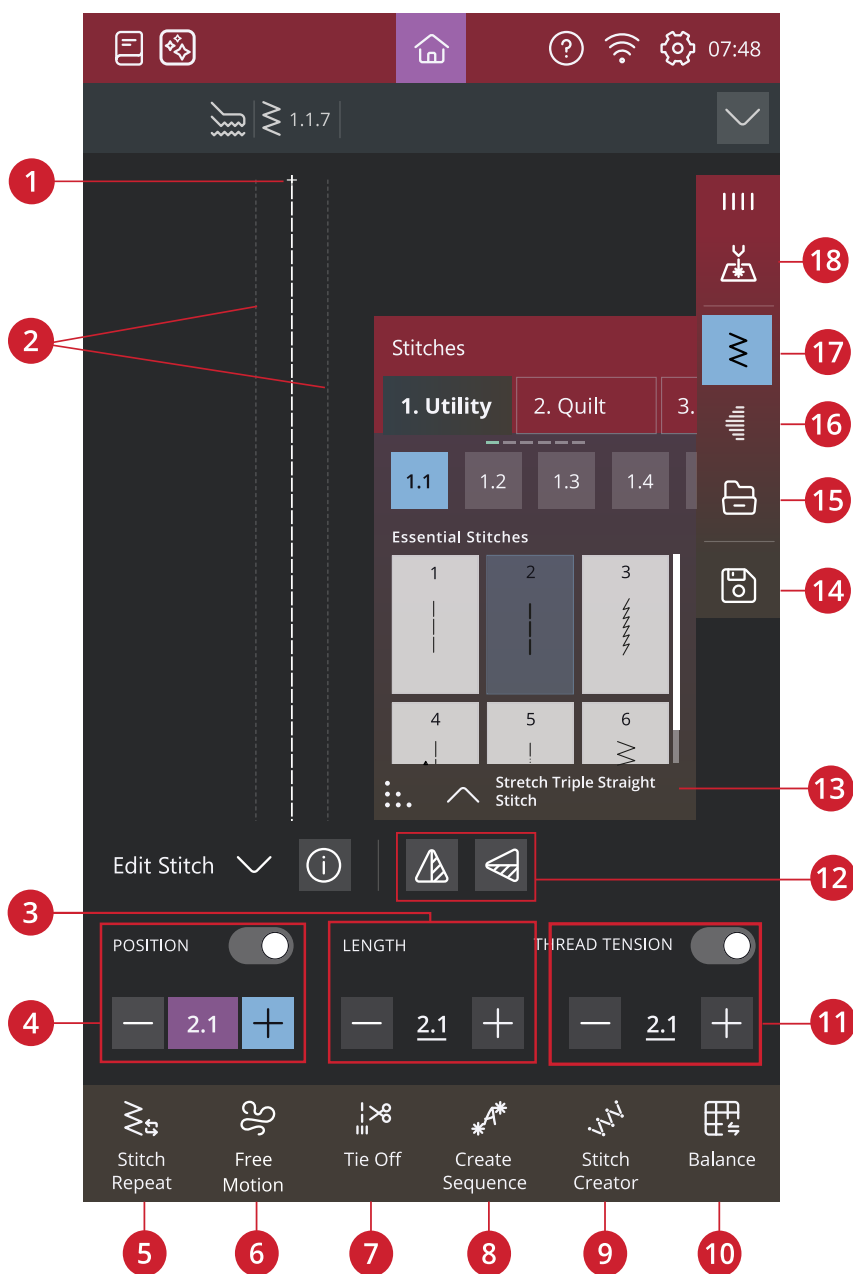 07:48
1.1.7
1
18
2
Stitches
17
1. Utility
2. Quilt
3.
16
1.1
1.2
1.3
1.4
15
Essential Stitches
1
2
3
14
4
5
6
Stretch Triple Straight
Stitch
13
Edit Stitch
12
3
POSITION
LENGTH
THREAD TENSION
4
2.1
2.1
2.1
11
Stitch
Repeat
Free
Motion
Tie Off
Create
Sequence
Stitch
Creator
Balance
5
6
7
8
9
10